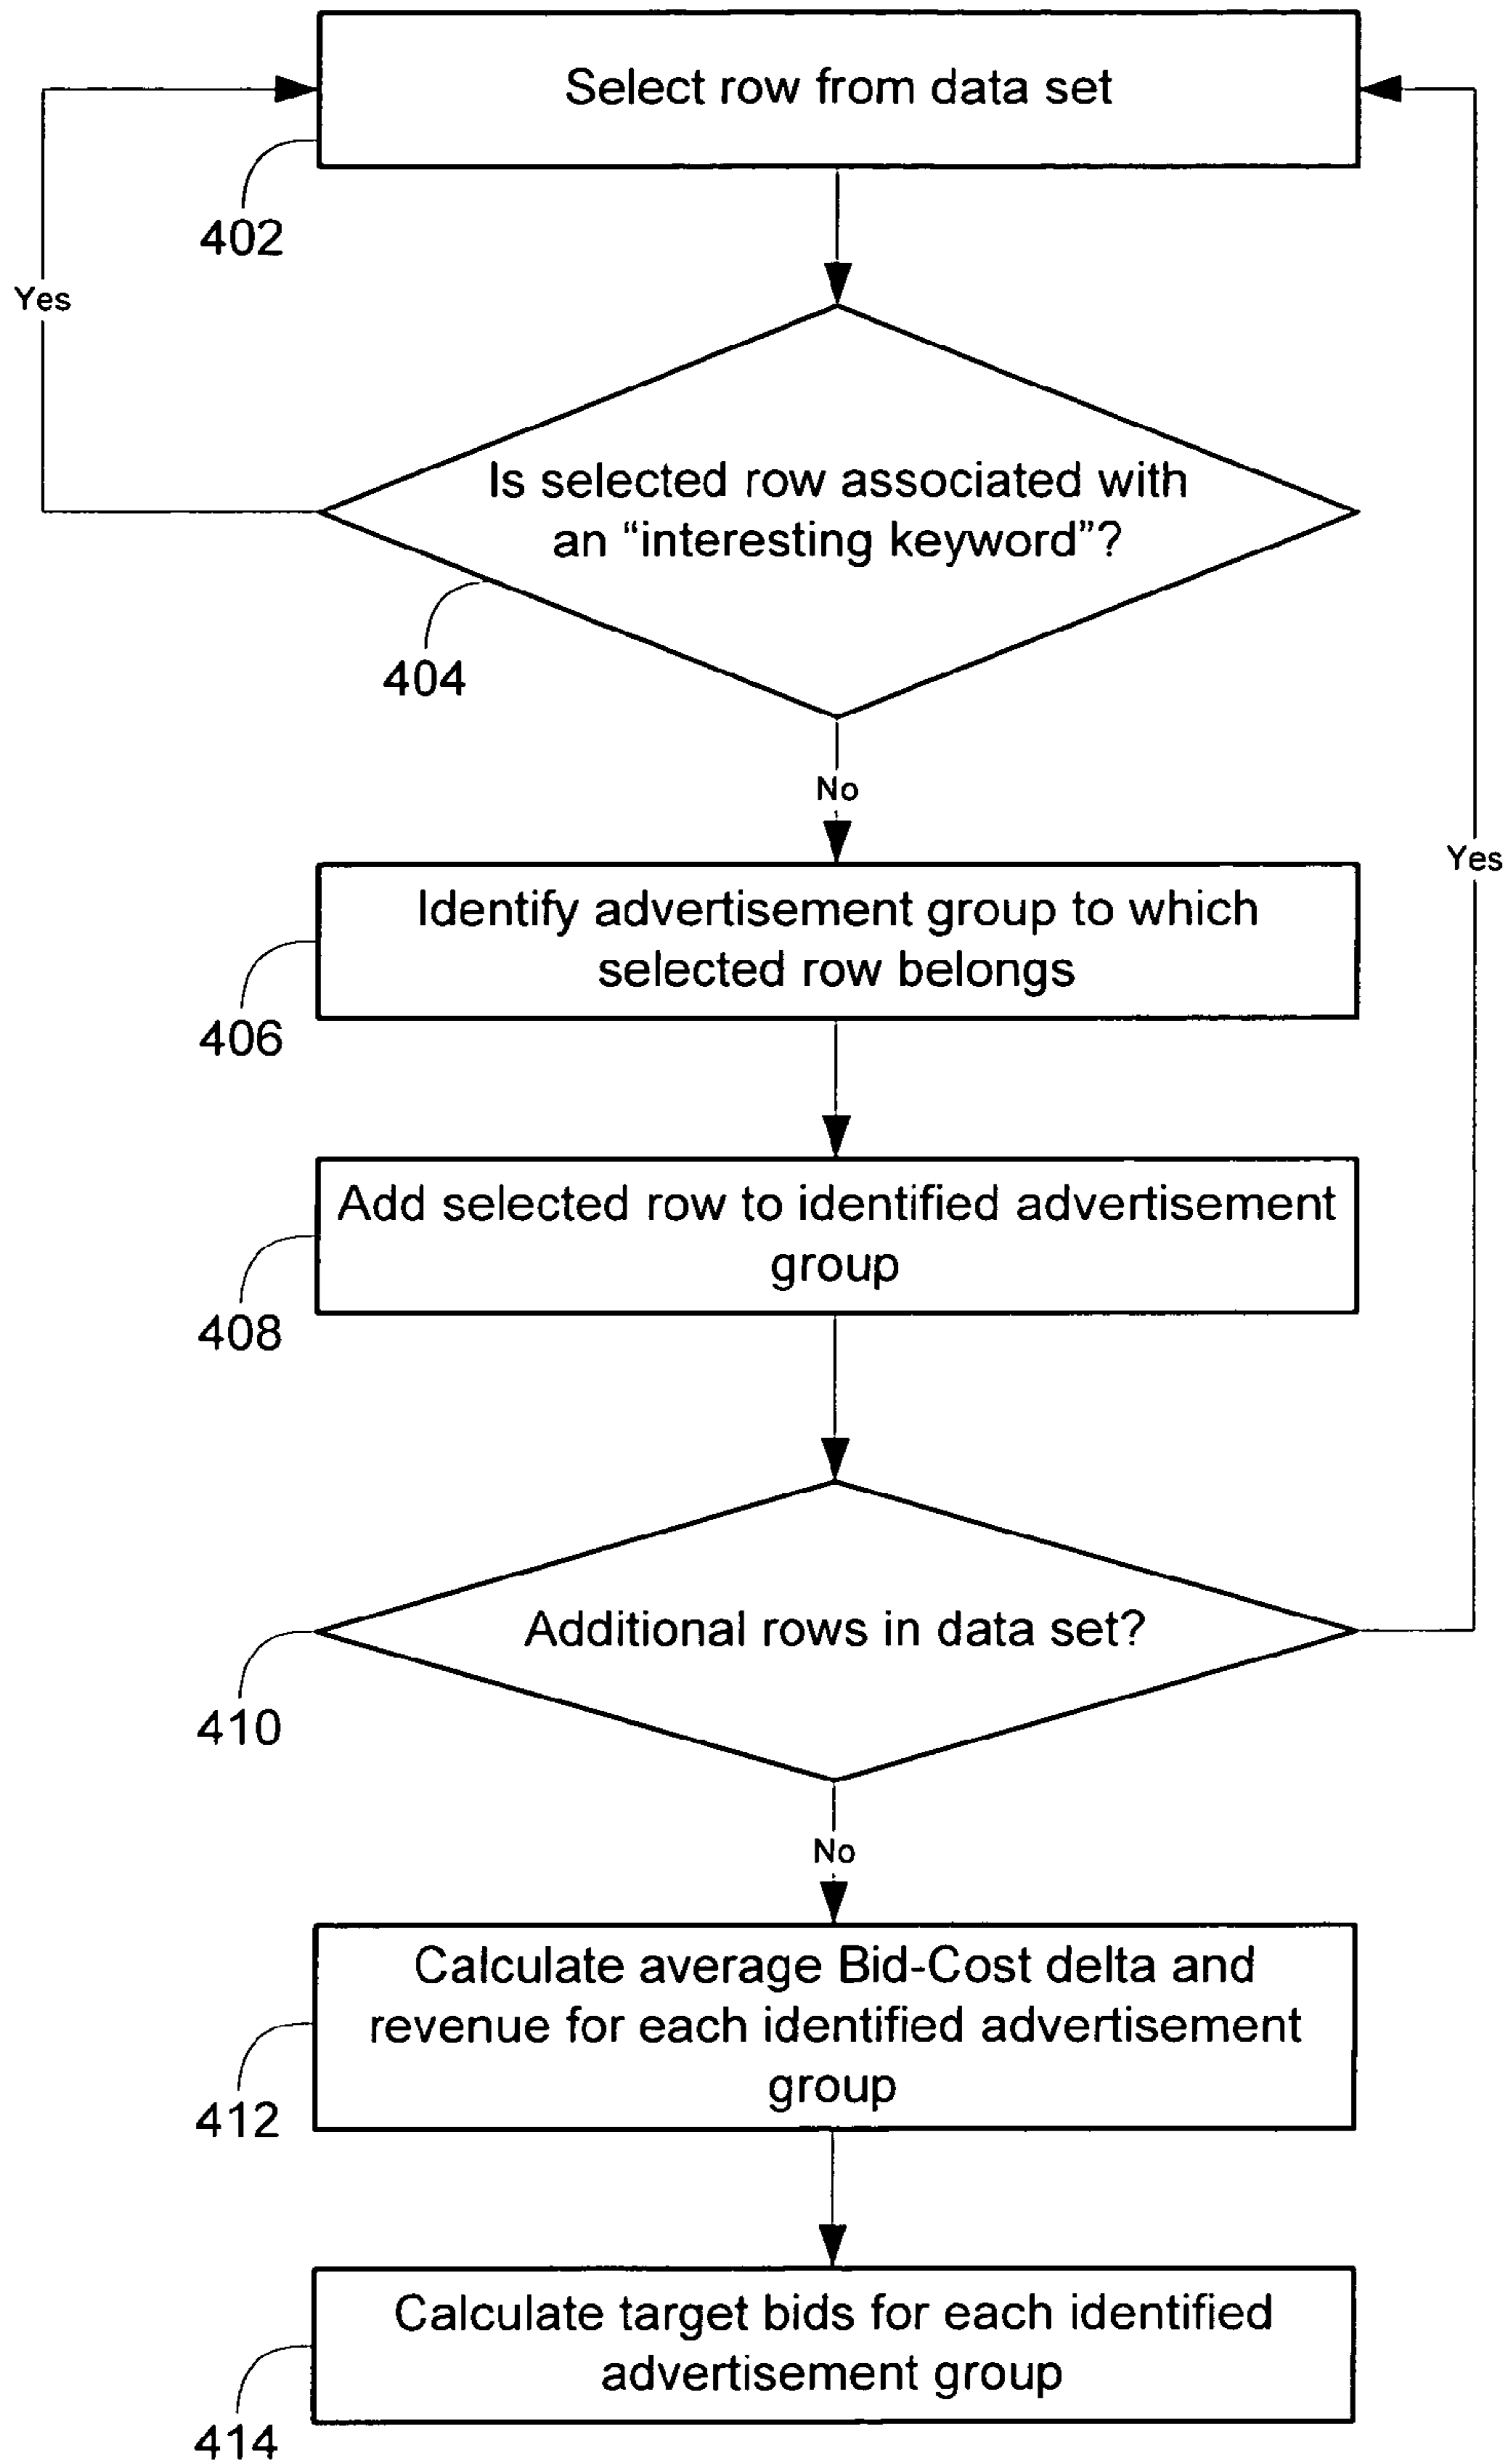 Select row from data set
402
Yes
Is selected row associated with
an “interesting keyword”?
404
No
Yes
Identify advertisement group to which
selected row belongs
406
Add selected row to identified advertisement
group
408
Additional rows in data set?
410
No
Calculate average Bid-Cost delta and
revenue for each identified advertisement
group
412
Calculate target bids for each identified
advertisement group
414